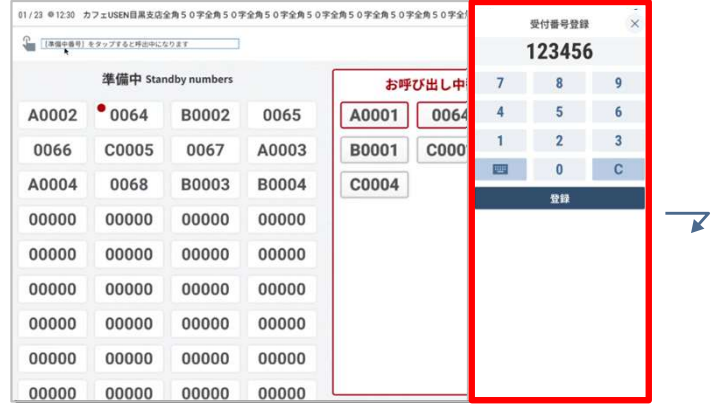 01 / 23 12:30 カフェUSEN目黒支店全角５０字全角５０字全角５０字全角５０字全角５０字全
［準備中番号］をタップすると呼出中になります
準備中 Standby numbers
A0002 0064 B0002 0065
0066 C0005 0067 A0003
A0004 0068 B0003 B0004
00000 00000 00000 00000
00000 00000 00000 00000
00000 00000 00000 00000
00000 00000 00000 00000
00000 00000 00000 00000
00000 00000 00000 00000
お呼び出し中
A0001 0064
B0001 C000
C0004
受付番号登録 ×
123456
7 8 9
4 5 6
1 2 3
0 C
登録